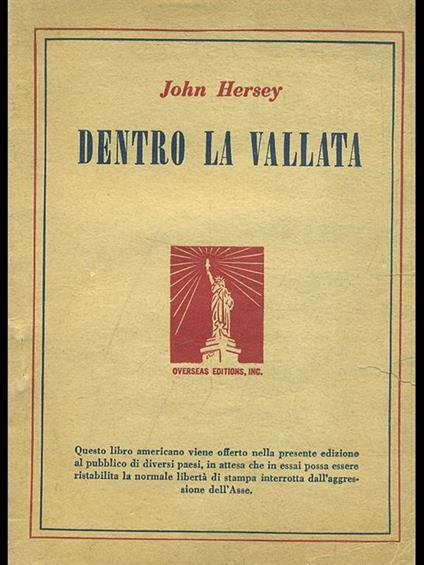 John Hersey
DENTRO LA VALLATA
OVERSEAS EDITIONS, INC.
Questo libro americano viene offerto nella presente edizione
al pubblico di diversi paesi, in attesa che in essai possa essere
ristabilita la normale libertà di stampa interrotta dall'aggres-
sione dell'Asse.